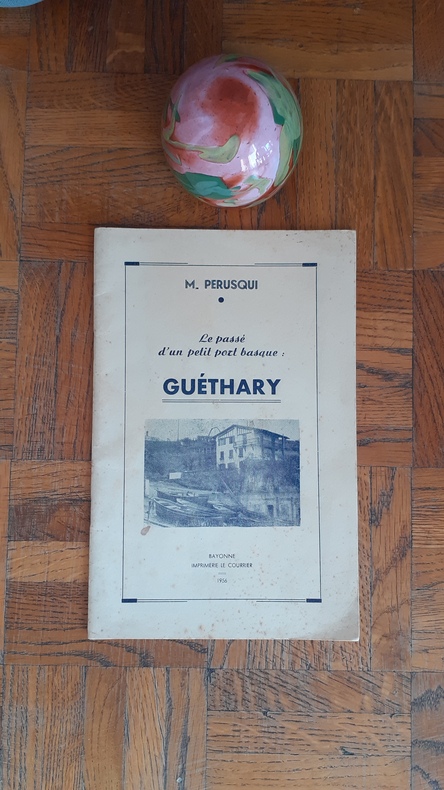 M. PERUSQUI
Le passé
d'un petit port basque :
GUÉTHARY
BAYONNE
IMPRIMERIE LE COURRIER
1936